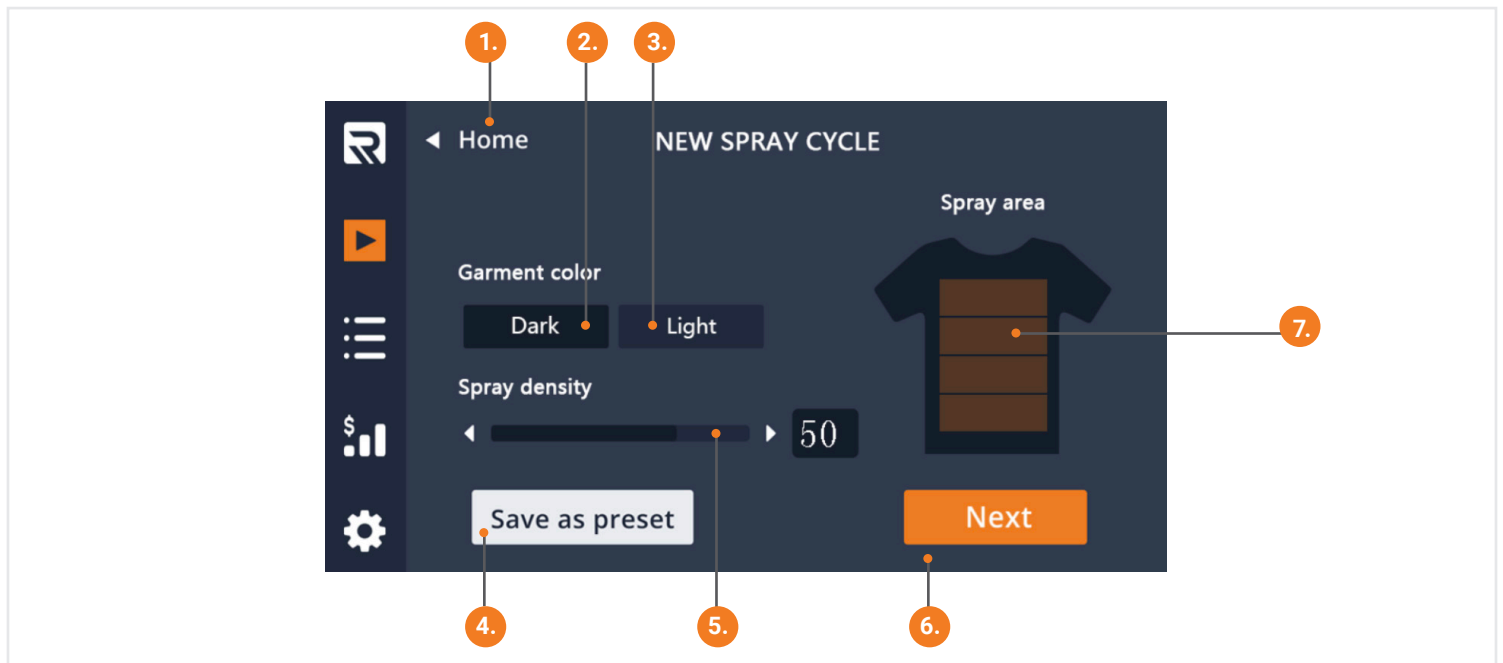 1. 2. 3.
Home NEW SPRAY CYCLE
Spray area
Garment color
Dark Light
7.
Spray density
50
$
Save as preset Next
4. 5. 6.